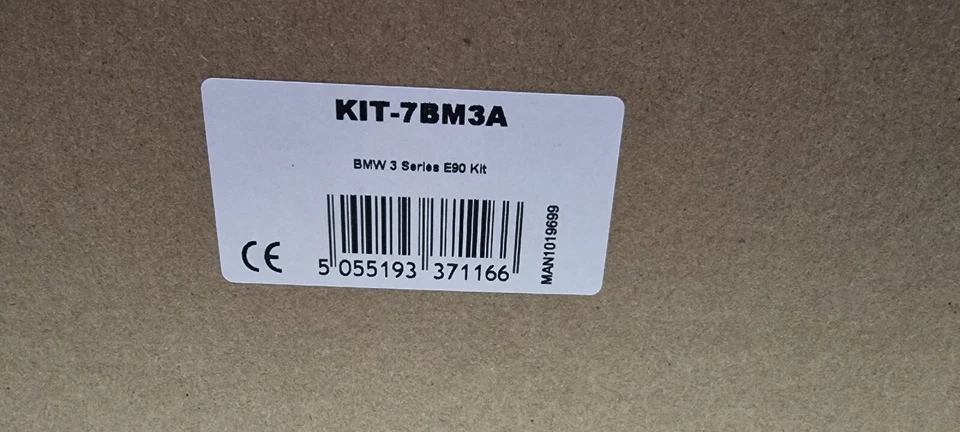 KIT-7BM3A
BMW 3 Series E90 Kit
CE
5 055193 371166
MAN1019699